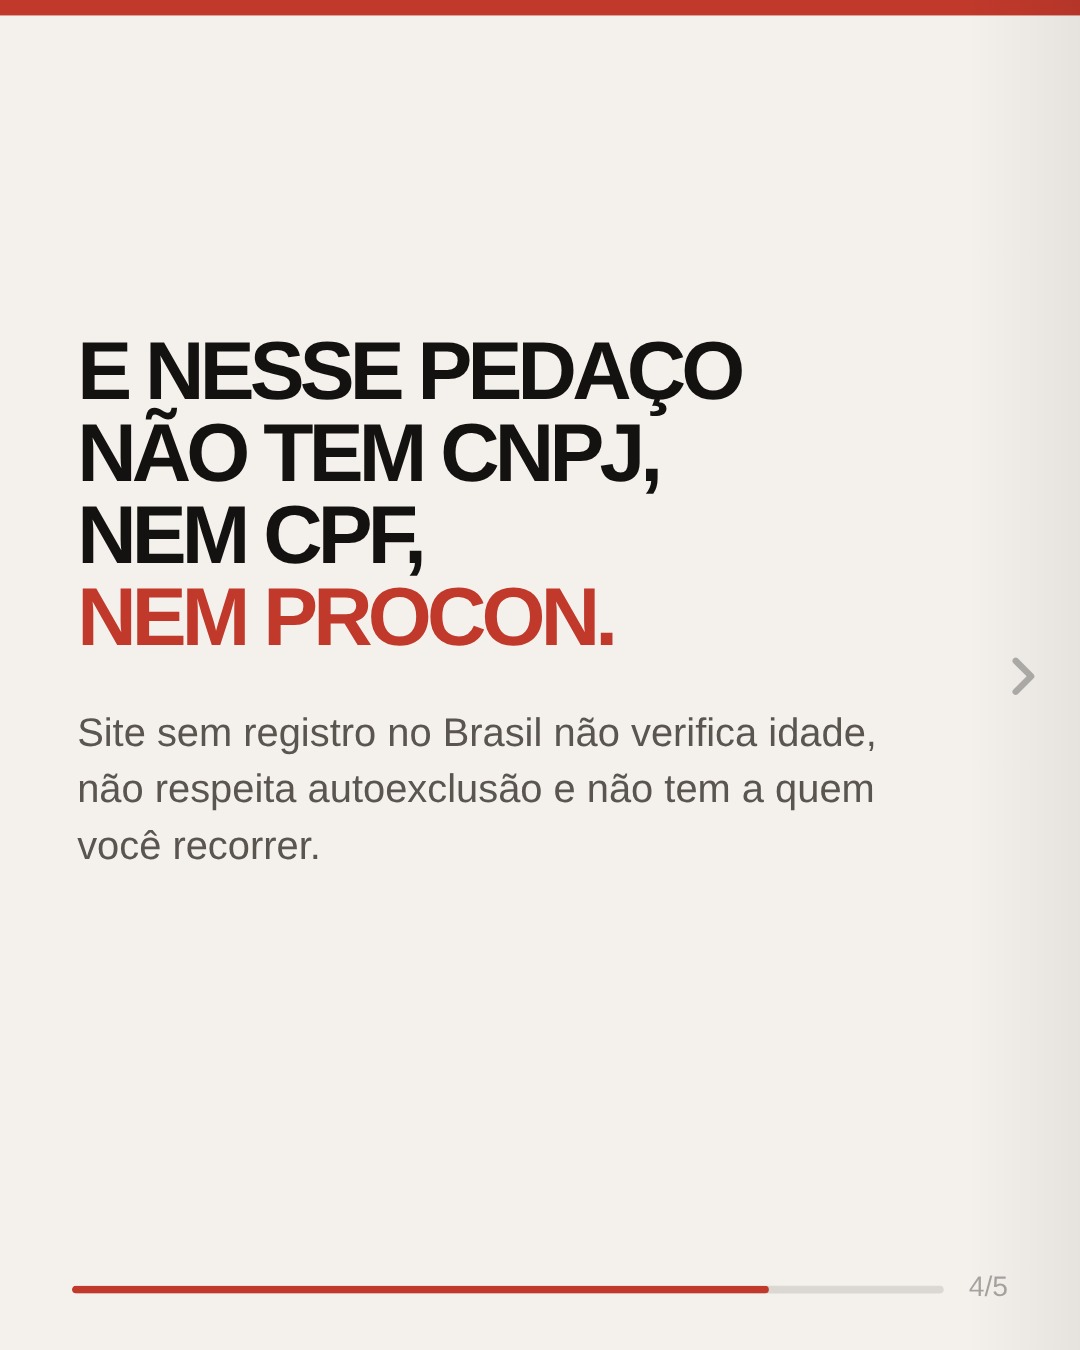 E NESSE PEDAÇO
NÃO TEM CNPJ,
NEM CPF,
NEM PROCON.
Site sem registro no Brasil não verifica idade,
não respeita autoexclusão e não tem a quem
você recorrer.
4/5